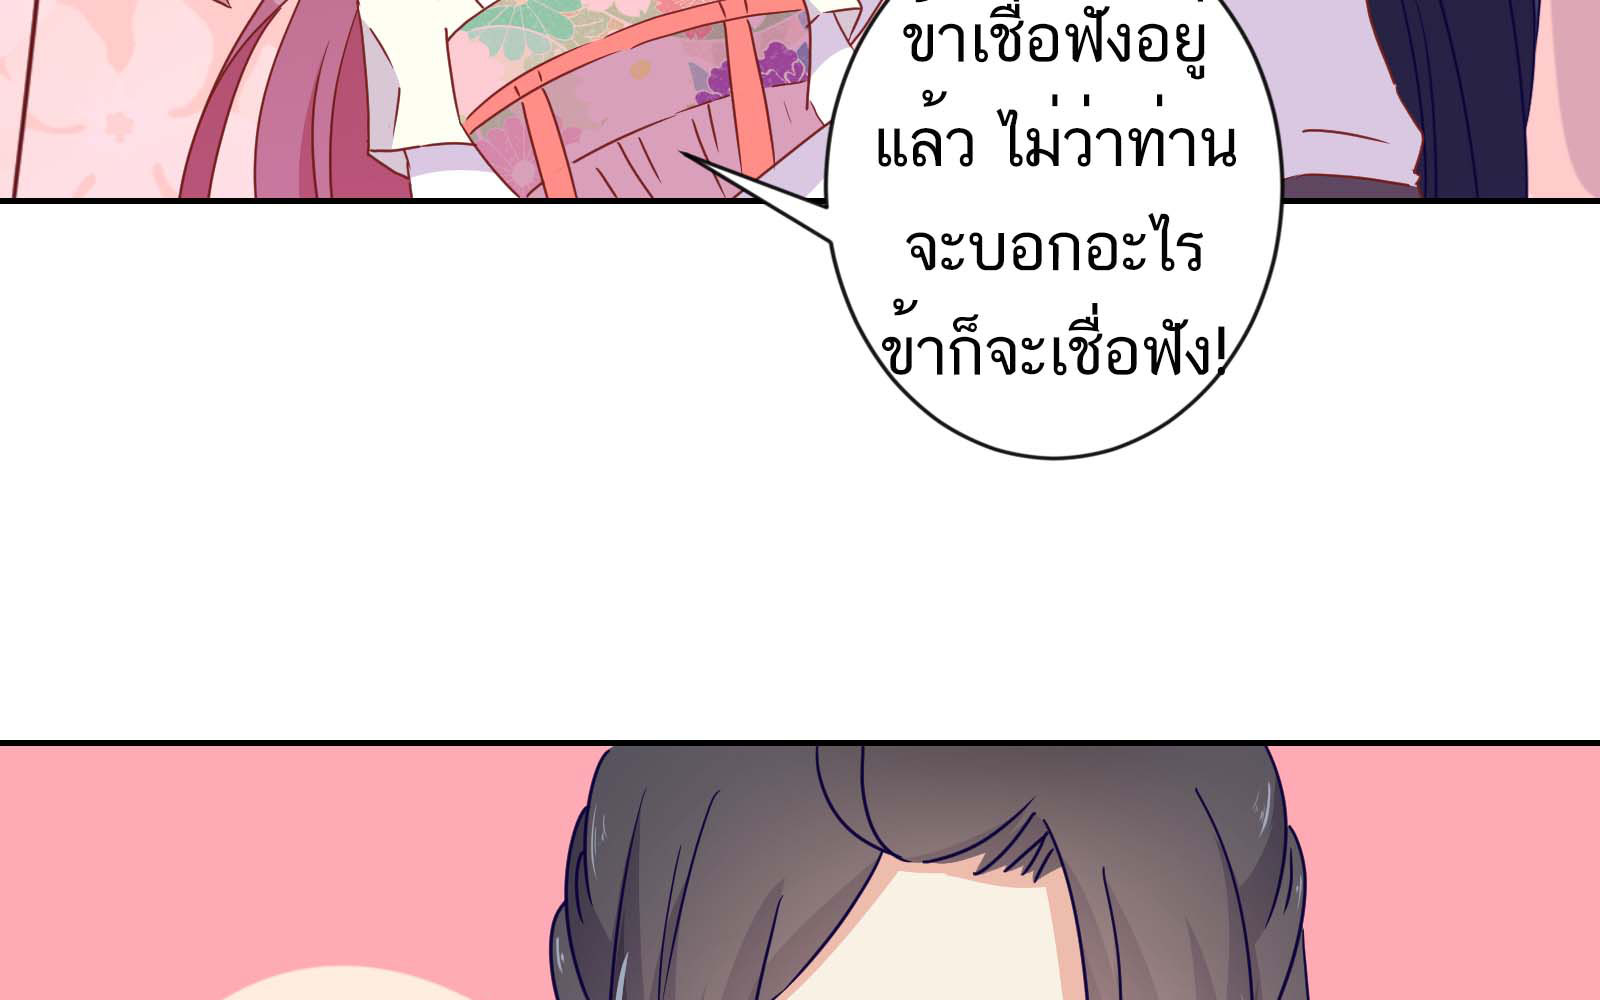 ข้าเชื่อฟังอยู่
แล้ว ไม่ว่าท่าน
จะบอกอะไร
ข้าก็จะเชื่อฟัง!